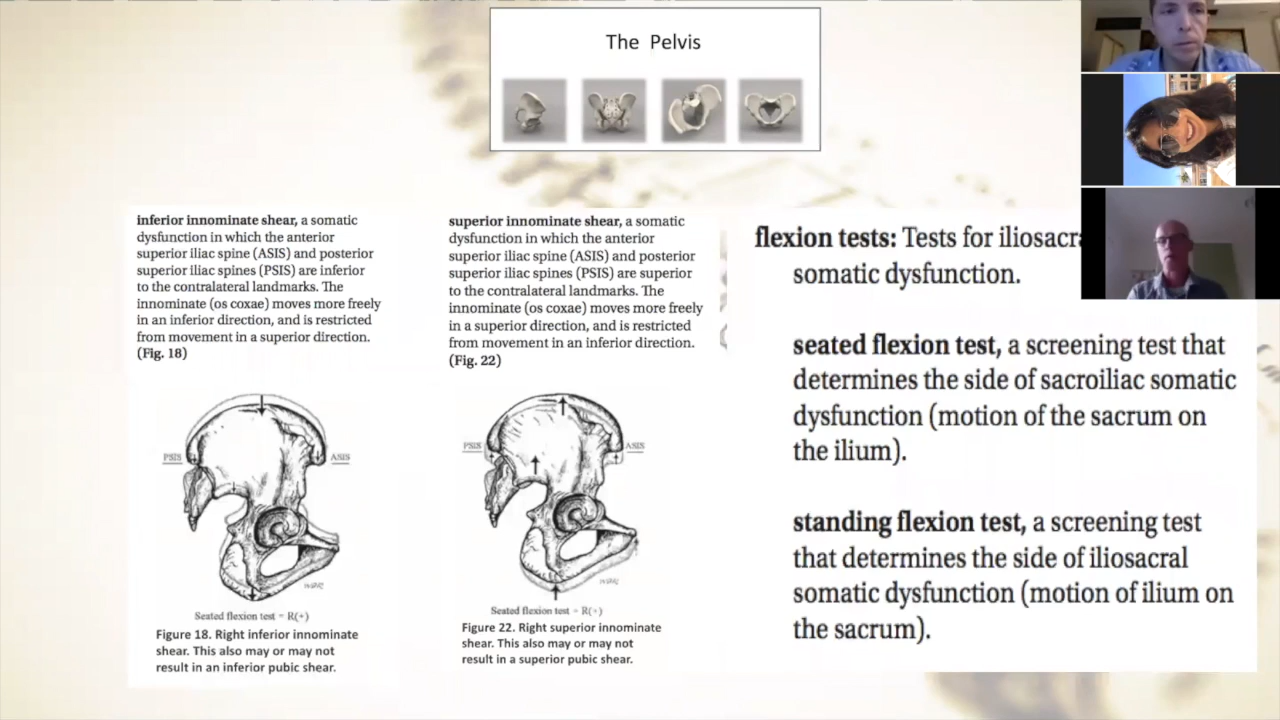 The Pelvis
inferior innominate shear, a somatic
dysfunction in which the anterior
superior iliac spine (ASIS) and posterior
superior iliac spines (PSIS) are inferior
to the contralateral landmarks. The
innominate (os coxae) moves more freely
in an inferior direction, and is restricted
from movement in a superior direction.
(Fig. 18)
PSIS
ASIS
Seated flexion test = R(+)
Figure 18. Right inferior innominate
shear. This also may or may not
result in an inferior pubic shear.
superior innominate shear, a somatic
dysfunction in which the anterior
superior iliac spine (ASIS) and posterior
superior iliac spines (PSIS) are superior
to the contralateral landmarks. The
innominate (os coxae) moves more freely
in a superior direction, and is restricted
from movement in an inferior direction.
(Fig. 22)
PSIS
ASIS
Seated flexion test = R(+)
Figure 22. Right superior innominate
shear. This also may or may not
result in a superior pubic shear.
flexion tests: Tests for
somatic dysfunction.
seated flexion test, a screening test that
determines the side of sacroiliac somatic
dysfunction (motion of the sacrum on
the ilium).
standing flexion test, a screening test
that determines the side of iliosacral
somatic dysfunction (motion of ilium on
the sacrum).